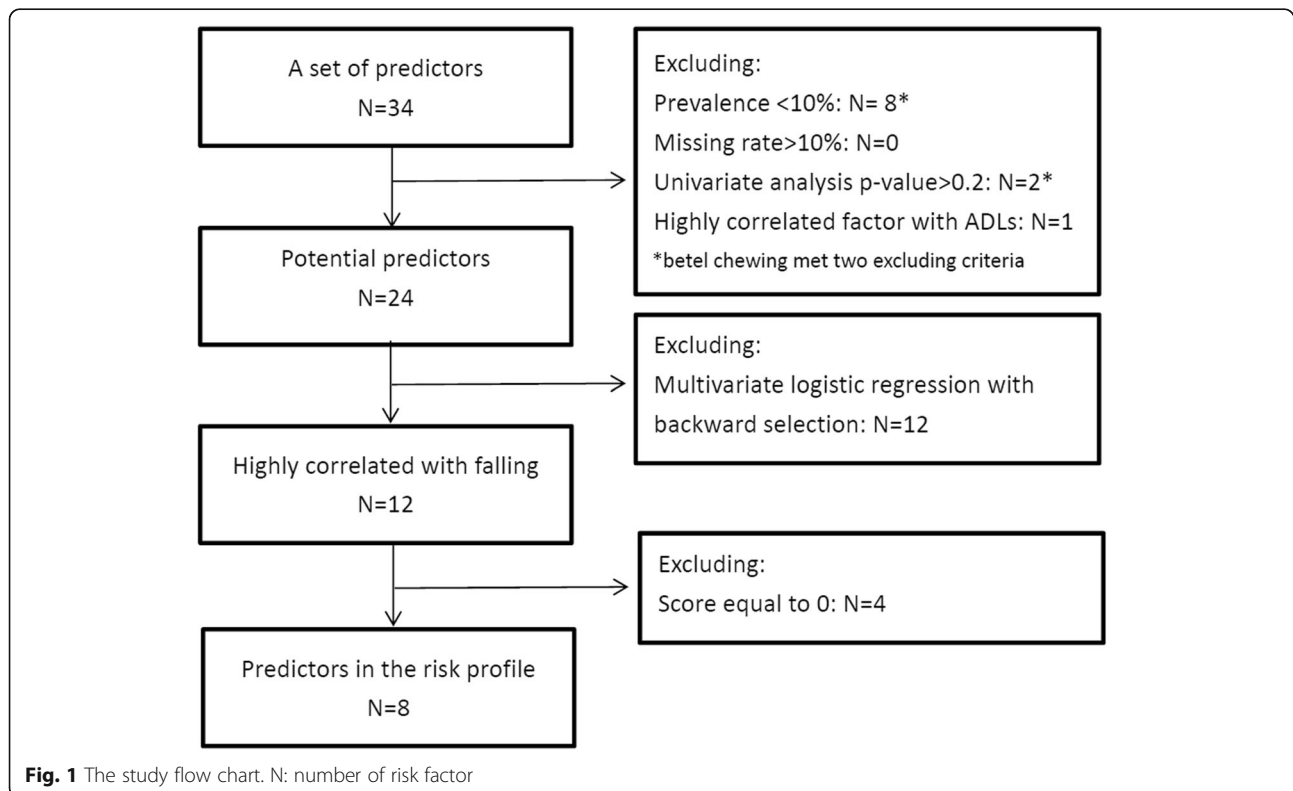 A set of predictors
N=34
Excluding:
Prevalence <10%: N= 8*
Missing rate>10%: N=0
Univariate analysis p-value>0.2: N=2*
Highly correlated factor with ADLs: N=1
*betel chewing met two excluding criteria
Potential predictors
N=24
Excluding:
Multivariate logistic regression with
backward selection: N=12
Highly correlated with falling
N=12
Excluding:
Score equal to 0: N=4
Predictors in the risk profile
N=8
Fig. 1 The study flow chart. N: number of risk factor